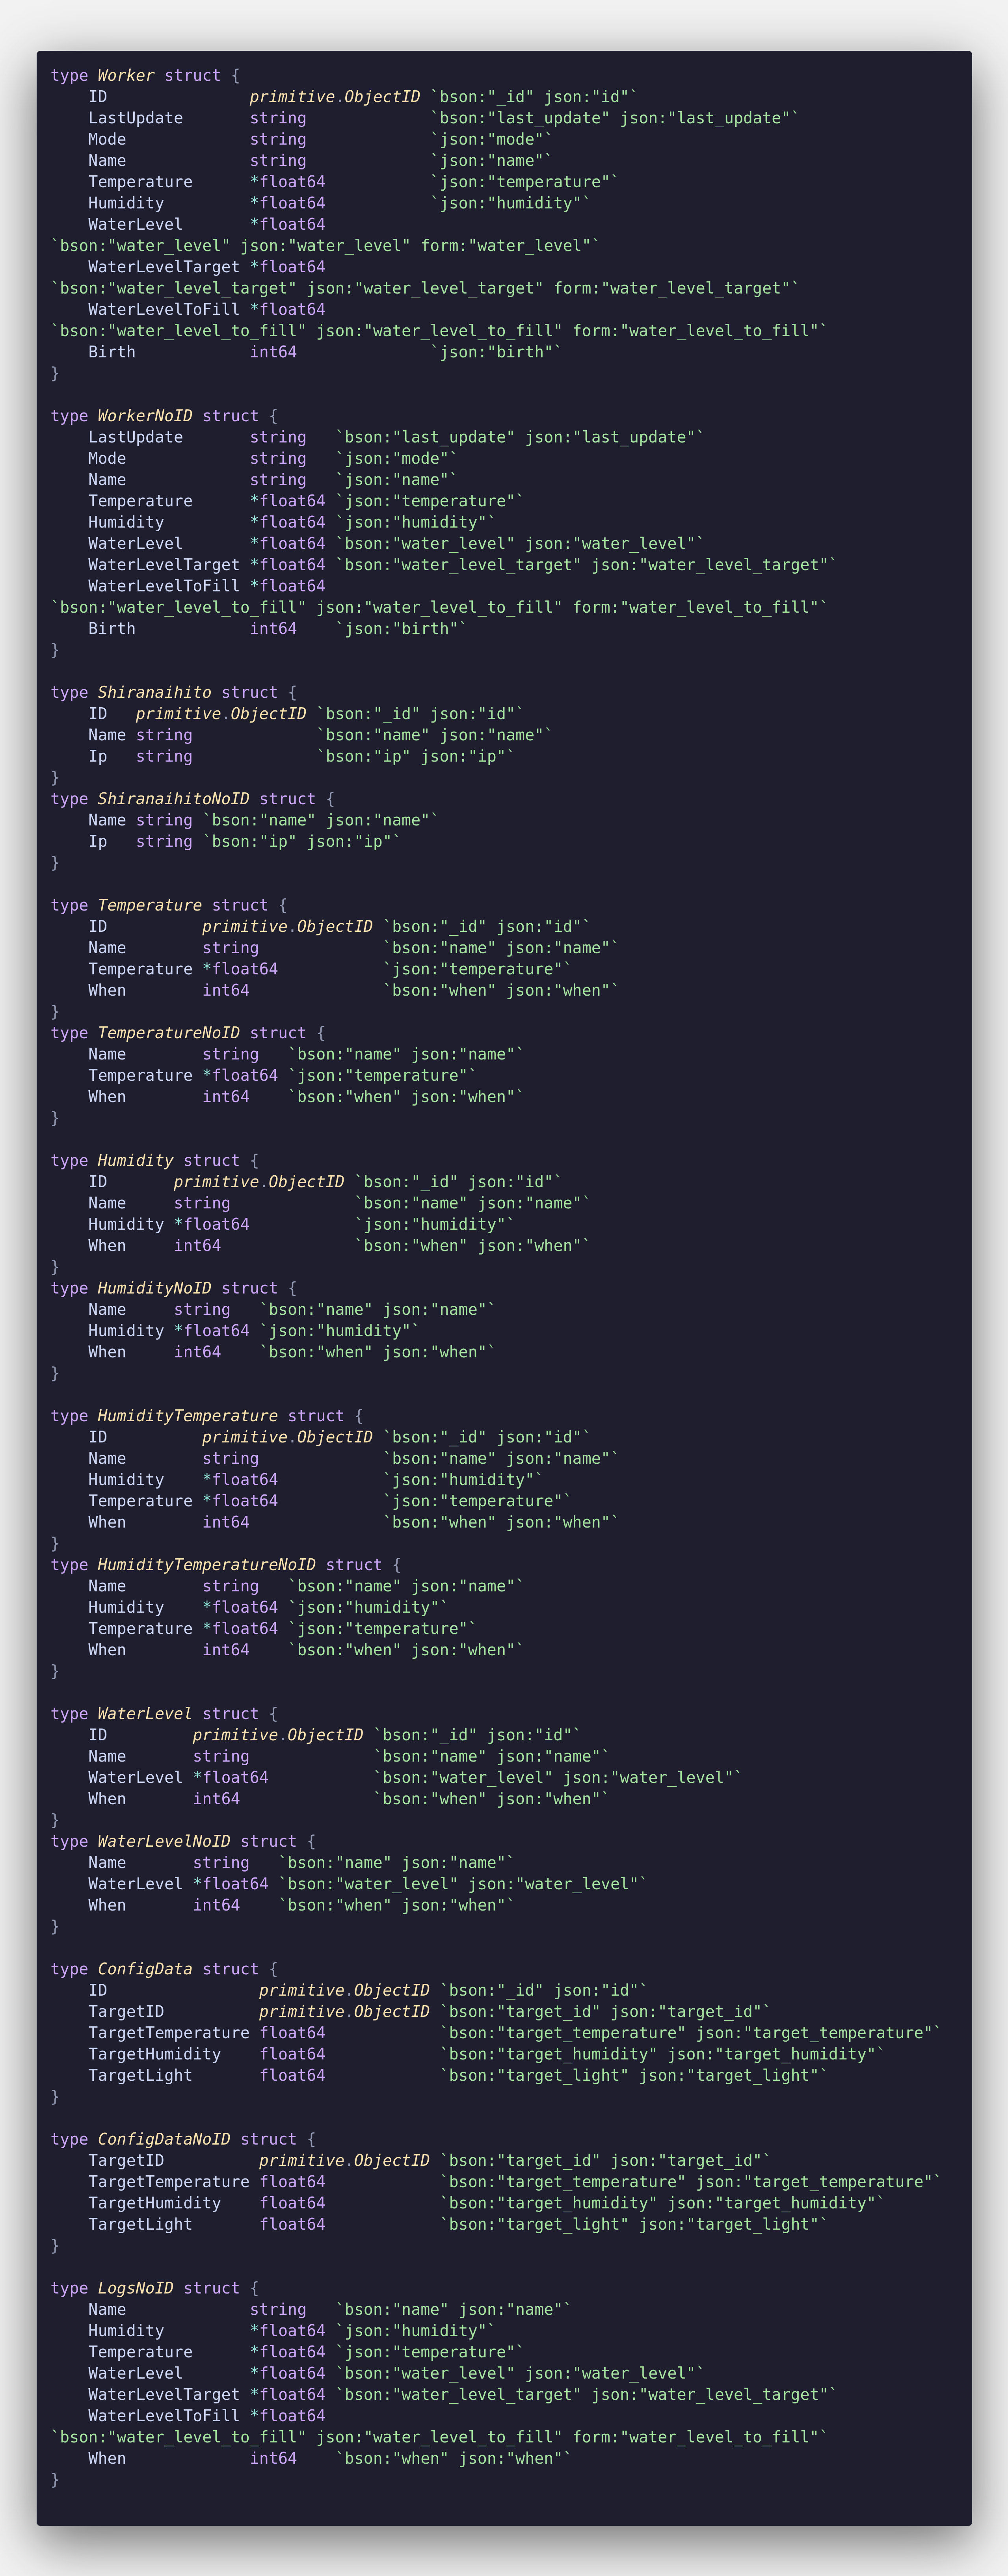 type Worker struct {
    ID               primitive.ObjectID `bson:"_id" json:"id"`
    LastUpdate       string             `bson:"last_update" json:"last_update"`
    Mode             string             `json:"mode"`
    Name             string             `json:"name"`
    Temperature      *float64           `json:"temperature"`
    Humidity         *float64           `json:"humidity"`
    WaterLevel       *float64
`bson:"water_level" json:"water_level" form:"water_level"`
    WaterLevelTarget *float64
`bson:"water_level_target" json:"water_level_target" form:"water_level_target"`
    WaterLevelToFill *float64
`bson:"water_level_to_fill" json:"water_level_to_fill" form:"water_level_to_fill"`
    Birth            int64              `json:"birth"`
}

type WorkerNoID struct {
    LastUpdate       string   `bson:"last_update" json:"last_update"`
    Mode             string   `json:"mode"`
    Name             string   `json:"name"`
    Temperature      *float64 `json:"temperature"`
    Humidity         *float64 `json:"humidity"`
    WaterLevel       *float64 `bson:"water_level" json:"water_level"`
    WaterLevelTarget *float64 `bson:"water_level_target" json:"water_level_target"`
    WaterLevelToFill *float64
`bson:"water_level_to_fill" json:"water_level_to_fill" form:"water_level_to_fill"`
    Birth            int64    `json:"birth"`
}

type Shiranaihito struct {
    ID   primitive.ObjectID `bson:"_id" json:"id"`
    Name string             `bson:"name" json:"name"`
    Ip   string             `bson:"ip" json:"ip"`
}
type ShiranaihitoNoID struct {
    Name string `bson:"name" json:"name"`
    Ip   string `bson:"ip" json:"ip"`
}

type Temperature struct {
    ID          primitive.ObjectID `bson:"_id" json:"id"`
    Name        string             `bson:"name" json:"name"`
    Temperature *float64           `json:"temperature"`
    When        int64              `bson:"when" json:"when"`
}
type TemperatureNoID struct {
    Name        string   `bson:"name" json:"name"`
    Temperature *float64 `json:"temperature"`
    When        int64    `bson:"when" json:"when"`
}

type Humidity struct {
    ID       primitive.ObjectID `bson:"_id" json:"id"`
    Name     string             `bson:"name" json:"name"`
    Humidity *float64           `json:"humidity"`
    When     int64              `bson:"when" json:"when"`
}
type HumidityNoID struct {
    Name     string   `bson:"name" json:"name"`
    Humidity *float64 `json:"humidity"`
    When     int64    `bson:"when" json:"when"`
}

type HumidityTemperature struct {
    ID          primitive.ObjectID `bson:"_id" json:"id"`
    Name        string             `bson:"name" json:"name"`
    Humidity    *float64           `json:"humidity"`
    Temperature *float64           `json:"temperature"`
    When        int64              `bson:"when" json:"when"`
}
type HumidityTemperatureNoID struct {
    Name        string   `bson:"name" json:"name"`
    Humidity    *float64 `json:"humidity"`
    Temperature *float64 `json:"temperature"`
    When        int64    `bson:"when" json:"when"`
}

type WaterLevel struct {
    ID         primitive.ObjectID `bson:"_id" json:"id"`
    Name       string             `bson:"name" json:"name"`
    WaterLevel *float64           `bson:"water_level" json:"water_level"`
    When       int64              `bson:"when" json:"when"`
}
type WaterLevelNoID struct {
    Name       string   `bson:"name" json:"name"`
    WaterLevel *float64 `bson:"water_level" json:"water_level"`
    When       int64    `bson:"when" json:"when"`
}

type ConfigData struct {
    ID                primitive.ObjectID `bson:"_id" json:"id"`
    TargetID          primitive.ObjectID `bson:"target_id" json:"target_id"`
    TargetTemperature float64            `bson:"target_temperature" json:"target_temperature"`
    TargetHumidity    float64            `bson:"target_humidity" json:"target_humidity"`
    TargetLight       float64            `bson:"target_light" json:"target_light"`
}

type ConfigDataNoID struct {
    TargetID          primitive.ObjectID `bson:"target_id" json:"target_id"`
    TargetTemperature float64            `bson:"target_temperature" json:"target_temperature"`
    TargetHumidity    float64            `bson:"target_humidity" json:"target_humidity"`
    TargetLight       float64            `bson:"target_light" json:"target_light"`
}

type LogsNoID struct {
    Name             string   `bson:"name" json:"name"`
    Humidity         *float64 `json:"humidity"`
    Temperature      *float64 `json:"temperature"`
    WaterLevel       *float64 `bson:"water_level" json:"water_level"`
    WaterLevelTarget *float64 `bson:"water_level_target" json:"water_level_target"`
    WaterLevelToFill *float64
`bson:"water_level_to_fill" json:"water_level_to_fill" form:"water_level_to_fill"`
    When             int64    `bson:"when" json:"when"`
}